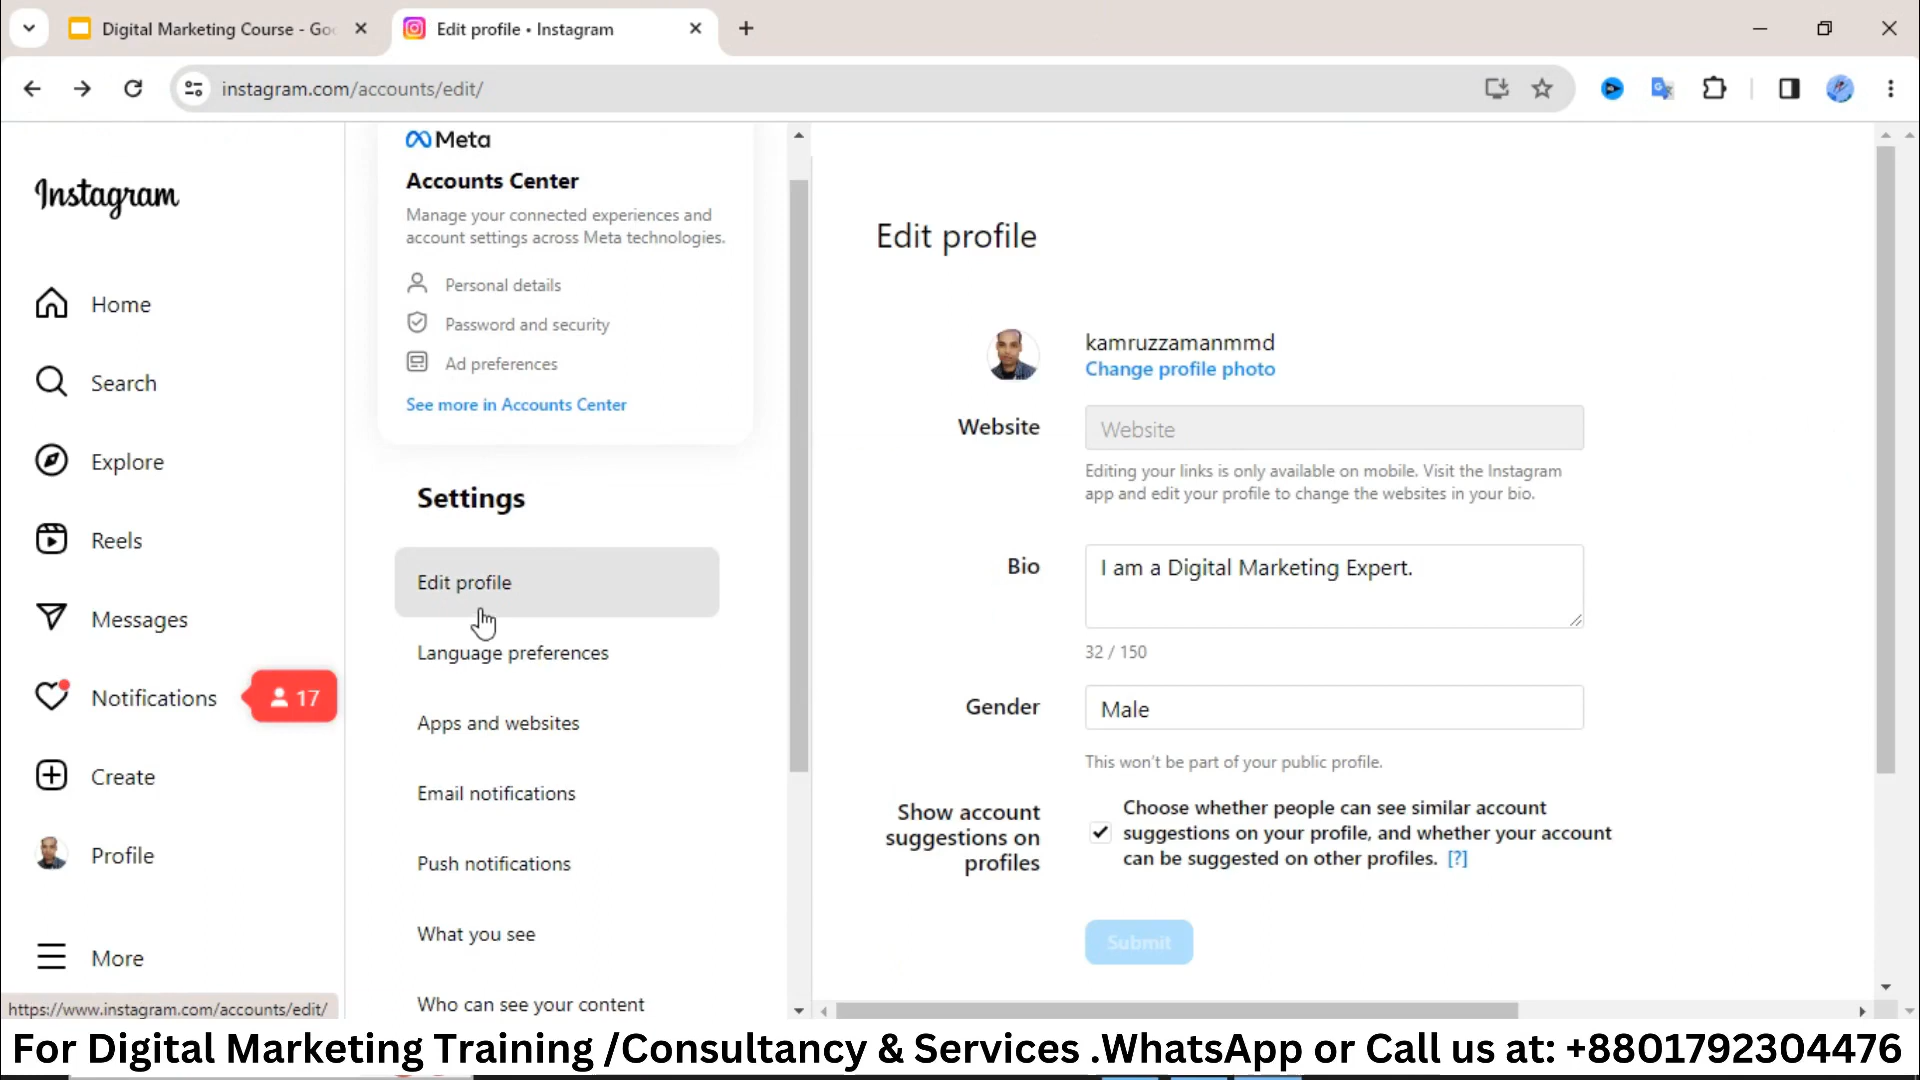 Digital Marketing Course - Goo
Edit profile • Instagram
instagram.com/accounts/edit/
Instagram
Home
Search
Explore
Reels
Messages
Notifications
17
Create
Profile
More
https://www.instagram.com/accounts/edit/
Meta
Accounts Center
Manage your connected experiences and
account settings across Meta technologies.
Personal details
Password and security
Ad preferences
See more in Accounts Center
Settings
Edit profile
Language preferences
Apps and websites
Email notifications
Push notifications
What you see
Who can see your content
Edit profile
kamruzzamanmmd
Change profile photo
Website
Website
Editing your links is only available on mobile. Visit the Instagram
app and edit your profile to change the websites in your bio.
Bio
I am a Digital Marketing Expert.
32 / 150
Gender
Male
This won't be part of your public profile.
Show account
suggestions on
profiles
Choose whether people can see similar account
suggestions on your profile, and whether your account
can be suggested on other profiles. [?]
Submit
For Digital Marketing Training /Consultancy & Services .WhatsApp or Call us at: +8801792304476